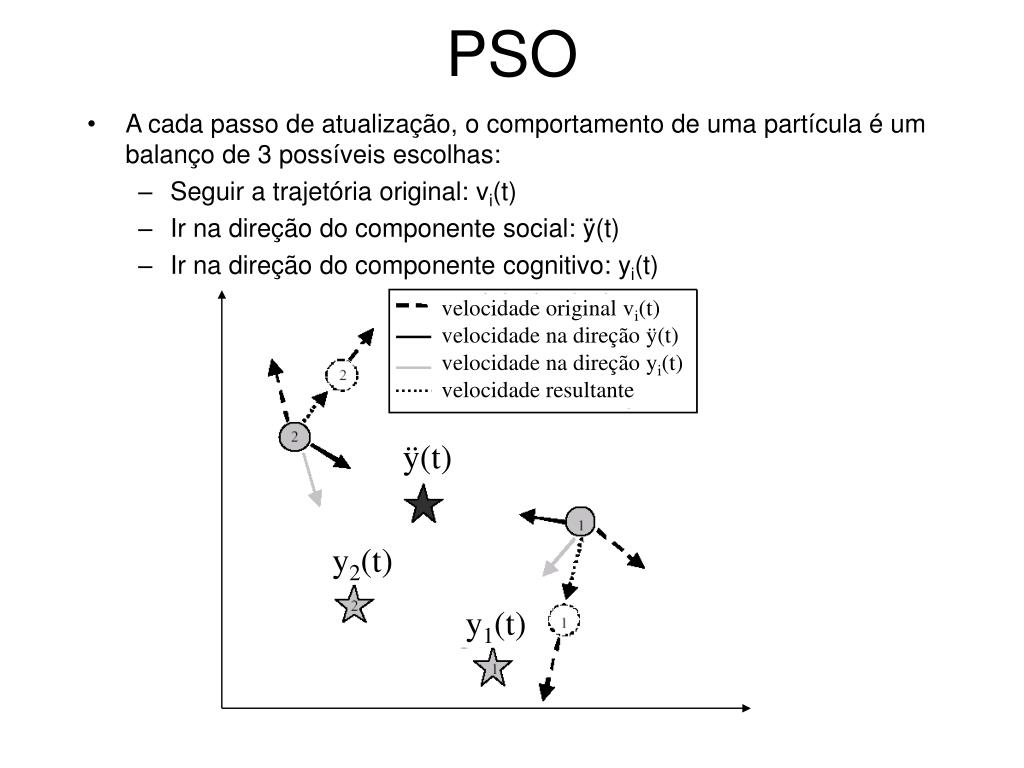 PSO
• A cada passo de atualização, o comportamento de uma partícula é um
balanço de 3 possíveis escolhas:
– Seguir a trajetória original: vi(t)
– Ir na direção do componente social: ÿ(t)
– Ir na direção do componente cognitivo: yi(t)
velocidade original vi(t)
velocidade na direção ÿ(t)
velocidade na direção yi(t)
velocidade resultante
2
2
ÿ(t)
1
y2(t)
2
y1(t)
1
1